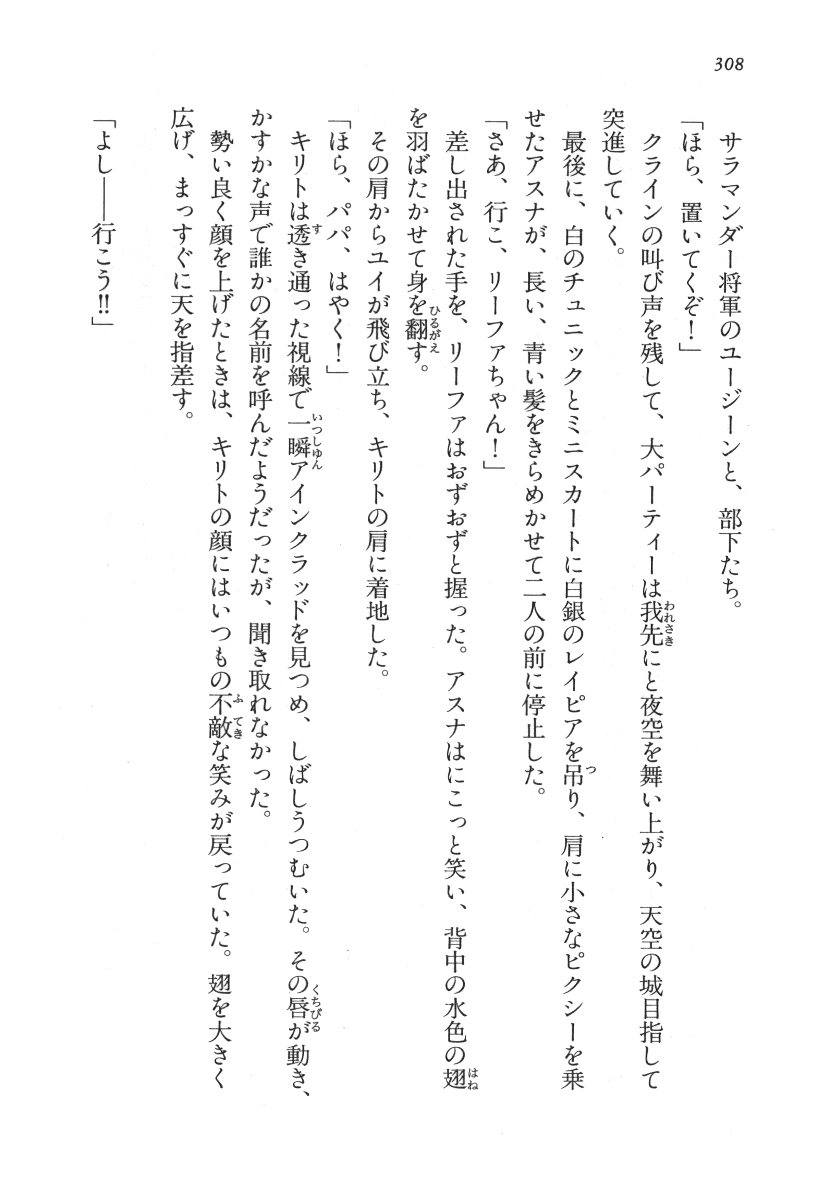 308
サラマンダー将軍のユージーンと、部下たち。
「ほら、置いてくぞ！」
クラインの叫び声を残して、大パーティーは我先にと夜空を舞い上がり、天空の城目指して
突進していく。
最後に、白のチュニックとミニスカートに白銀のレイピアを吊り、肩に小さなピクシーを乗
せたアスナが、長い、青い髪をきらめかせて二人の前に停止した。
「さあ、行こ、リーファちゃん！」
差し出された手を、リーファはおずおずと握った。アスナはにこっと笑い、背中の水色の翅
を羽ばたかせて身を翻す。
その肩からユイが飛び立ち、キリトの肩に着地した。
「ほら、パパ、はやく！」
キリトは透き通った視線で一瞬アインクラッドを見つめ、しばしうつむいた。その唇が動き、
かすかな声で誰かの名前を呼んだようだったが、聞き取れなかった。
勢い良く顔を上げたときは、キリトの顔にはいつもの不敵な笑みが戻っていた。翅を大きく
広げ、まっすぐに天を指差す。
「よし――行こう!!」